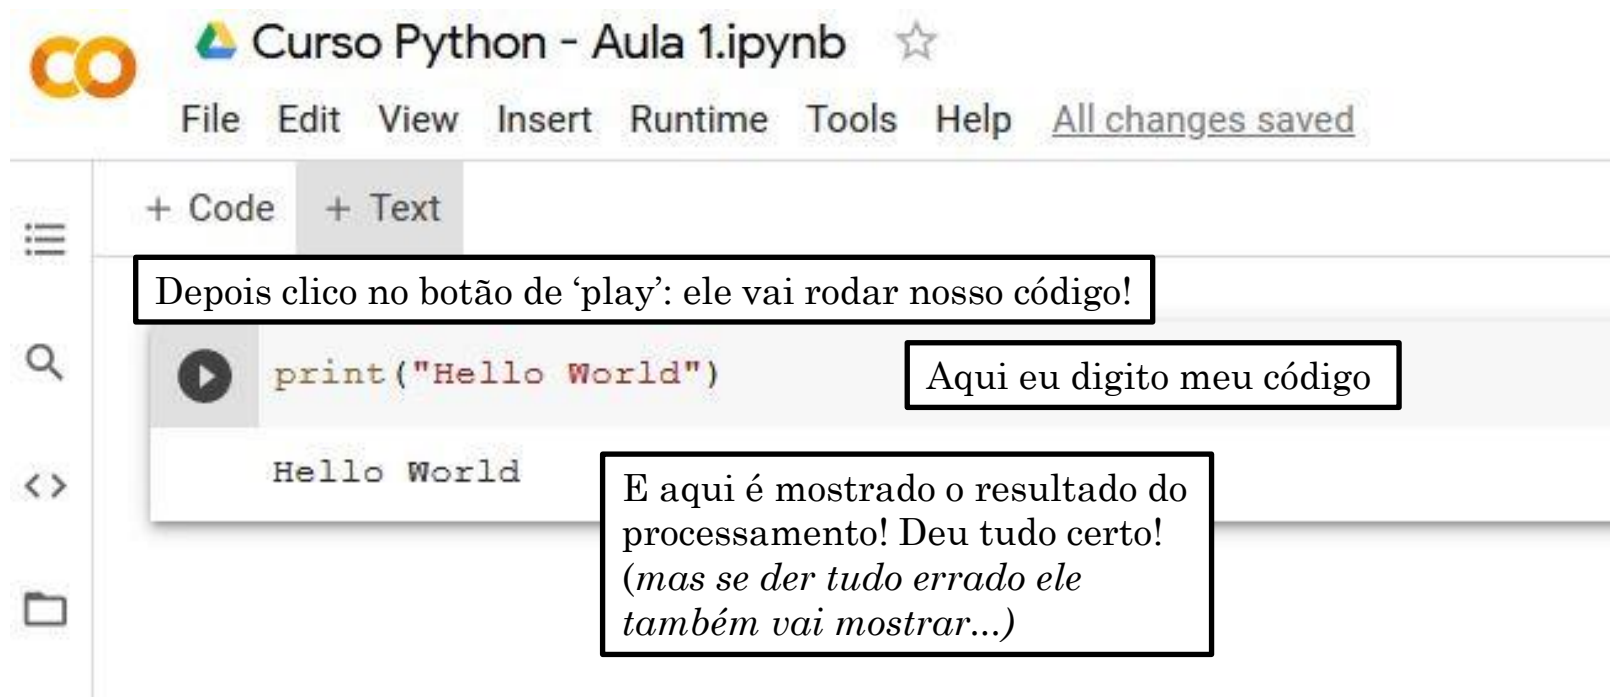 CO
Curso Python - Aula 1.ipynb
File Edit View Insert Runtime Tools Help All changes saved
+ Code + Text
Depois clico no botão de ‘play’: ele vai rodar nosso código!
print("Hello World")
Aqui eu digito meu código
Hello World
E aqui é mostrado o resultado do
processamento! Deu tudo certo!
(mas se der tudo errado ele
também vai mostrar...)